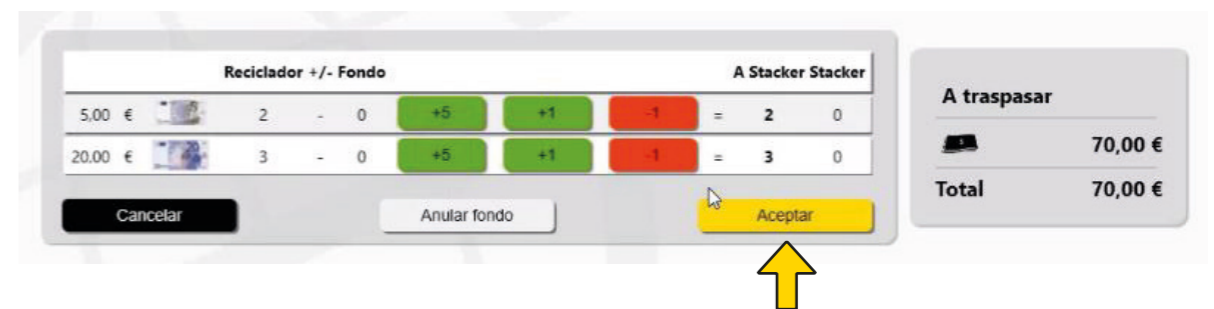 Reciclador +/- Fondo A Stacker Stacker
5,00 € 2 - 0 +5 +1 -1 = 2 0
20,00 € 3 - 0 +5 +1 -1 = 3 0
Cancelar Anular fondo Aceptar
A traspasar
70,00 €
Total 70,00 €